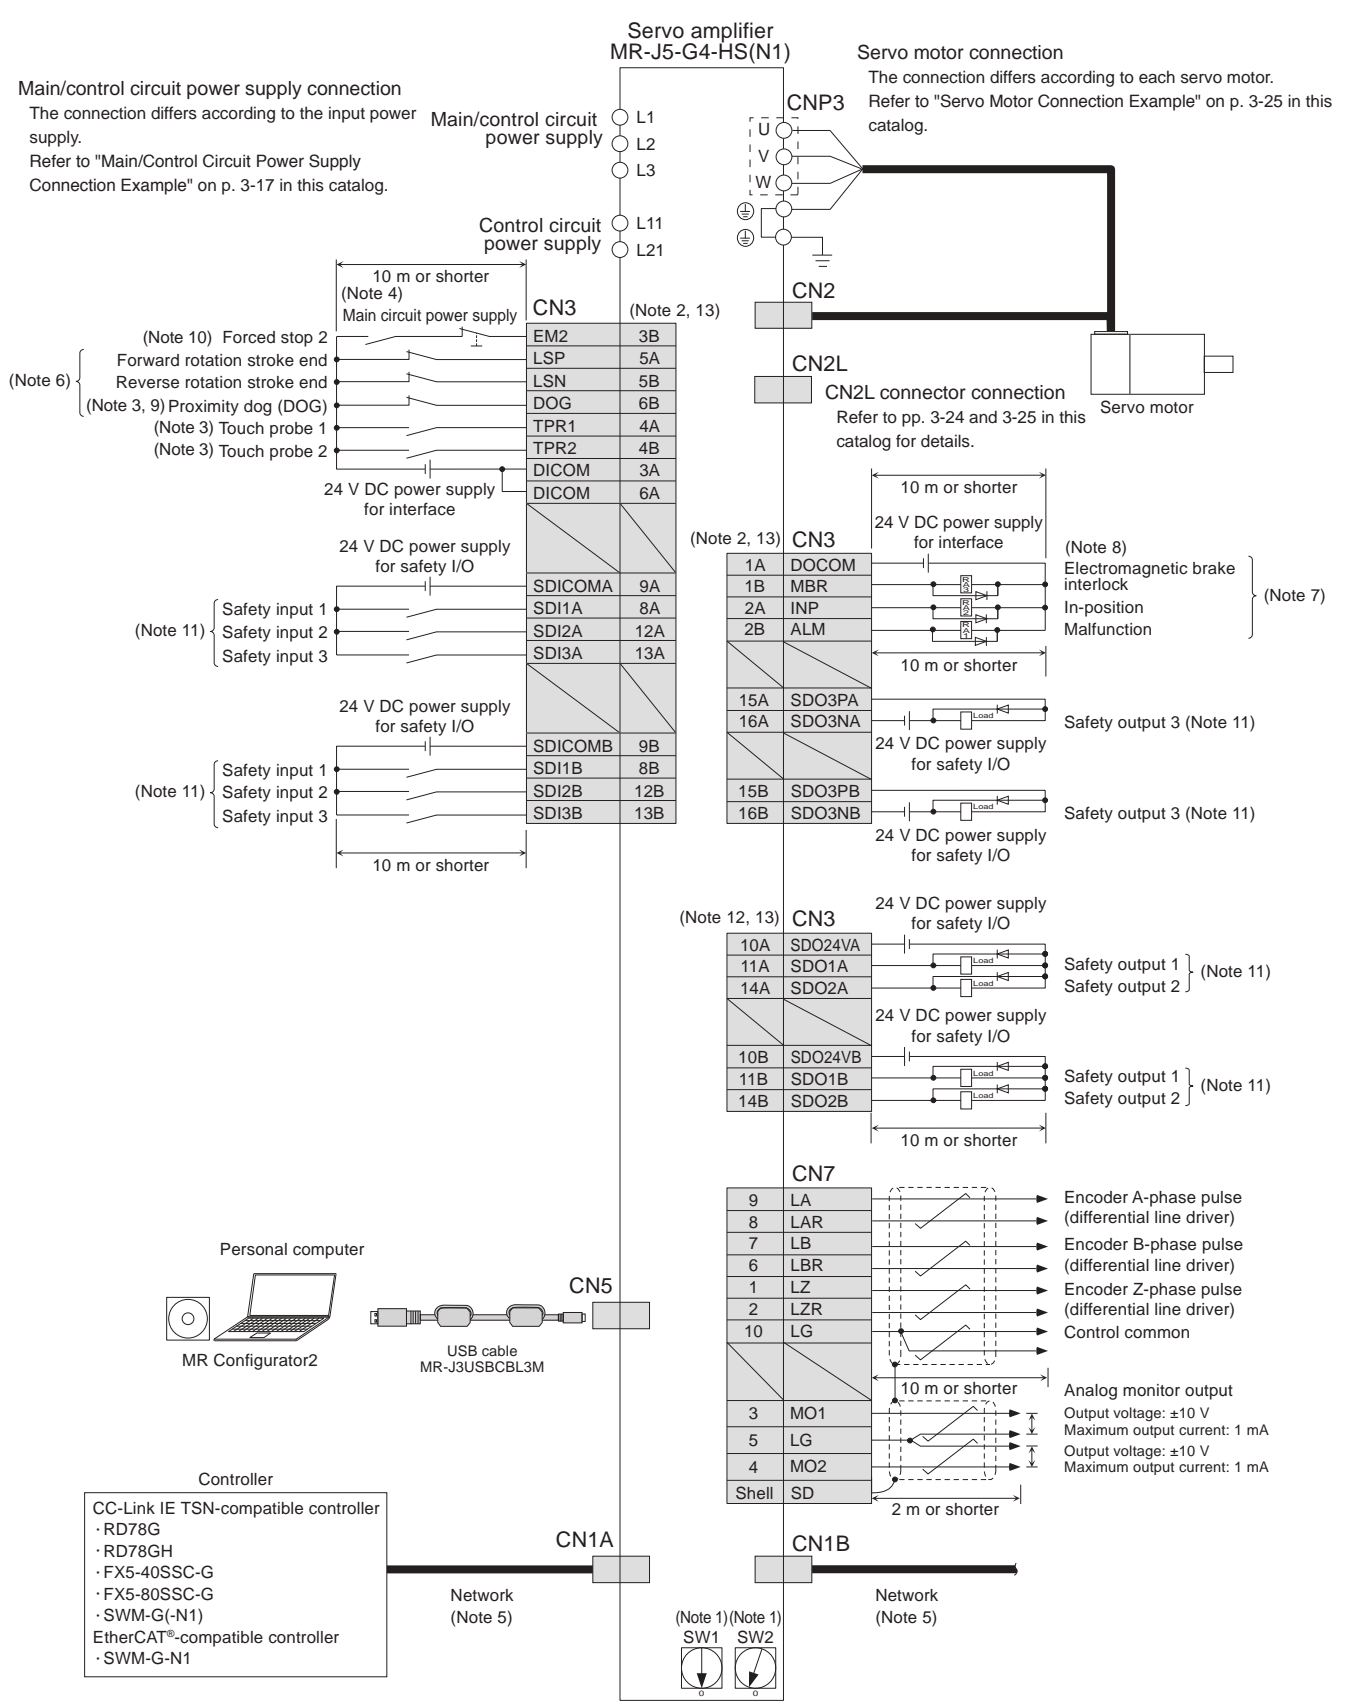 Servo amplifier
MR-J5-G4-HS(N1)
Main/control circuit power supply connection
The connection differs according to the input power
supply.
Refer to "Main/Control Circuit Power Supply
Connection Example" on p. 3-17 in this catalog.
Main/control circuit
power supply
L1
L2
L3
Control circuit
power supply
L11
L21
Servo motor connection
The connection differs according to each servo motor.
Refer to "Servo Motor Connection Example" on p. 3-25 in this
catalog.
CNP3
U
V
W
CN2
CN2L
CN2L connector connection
Refer to pp. 3-24 and 3-25 in this
catalog for details.
Servo motor
10 m or shorter
(Note 4)
Main circuit power supply
CN3
(Note 2, 13)
(Note 10) Forced stop 2
EM2 3B
(Note 6)
Forward rotation stroke end
LSP 5A
Reverse rotation stroke end
LSN 5B
(Note 3, 9) Proximity dog (DOG)
DOG 6B
(Note 3) Touch probe 1
TPR1 4A
(Note 3) Touch probe 2
TPR2 4B
DICOM 3A
24 V DC power supply
for interface
DICOM 6A
24 V DC power supply
for safety I/O
SDICOMA 9A
(Note 11)
Safety input 1
SDI1A 8A
Safety input 2
SDI2A 12A
Safety input 3
SDI3A 13A
24 V DC power supply
for safety I/O
SDICOMB 9B
(Note 11)
Safety input 1
SDI1B 8B
Safety input 2
SDI2B 12B
Safety input 3
SDI3B 13B
10 m or shorter
10 m or shorter
(Note 2, 13)
CN3
24 V DC power supply
for interface
1A DOCOM
1B MBR
RA3
(Note 8)
Electromagnetic brake
interlock
2A INP
RA2
In-position
2B ALM
RA1
Malfunction
(Note 7)
10 m or shorter
15A SDO3PA
16A SDO3NA
Load
Safety output 3 (Note 11)
24 V DC power supply
for safety I/O
15B SDO3PB
16B SDO3NB
Load
Safety output 3 (Note 11)
24 V DC power supply
for safety I/O
(Note 12, 13)
CN3
24 V DC power supply
for safety I/O
10A SDO24VA
11A SDO1A
Load
Safety output 1
14A SDO2A
Load
Safety output 2
(Note 11)
24 V DC power supply
for safety I/O
10B SDO24VB
11B SDO1B
Load
Safety output 1
14B SDO2B
Load
Safety output 2
(Note 11)
10 m or shorter
CN7
9 LA
8 LAR
Encoder A-phase pulse
(differential line driver)
7 LB
6 LBR
Encoder B-phase pulse
(differential line driver)
1 LZ
2 LZR
Encoder Z-phase pulse
(differential line driver)
10 LG
Control common
10 m or shorter
Analog monitor output
3 MO1
Output voltage: ±10 V
Maximum output current: 1 mA
5 LG
Output voltage: ±10 V
Maximum output current: 1 mA
4 MO2
Shell SD
2 m or shorter
Personal computer
MR Configurator2
USB cable
MR-J3USBCBL3M
CN5
Controller
CC-Link IE TSN-compatible controller
·RD78G
·RD78GH
·FX5-40SSC-G
·FX5-80SSC-G
·SWM-G(-N1)
EtherCAT®-compatible controller
·SWM-G-N1
CN1A
Network
(Note 5)
CN1B
Network
(Note 5)
(Note 1) (Note 1)
SW1 SW2
0 0